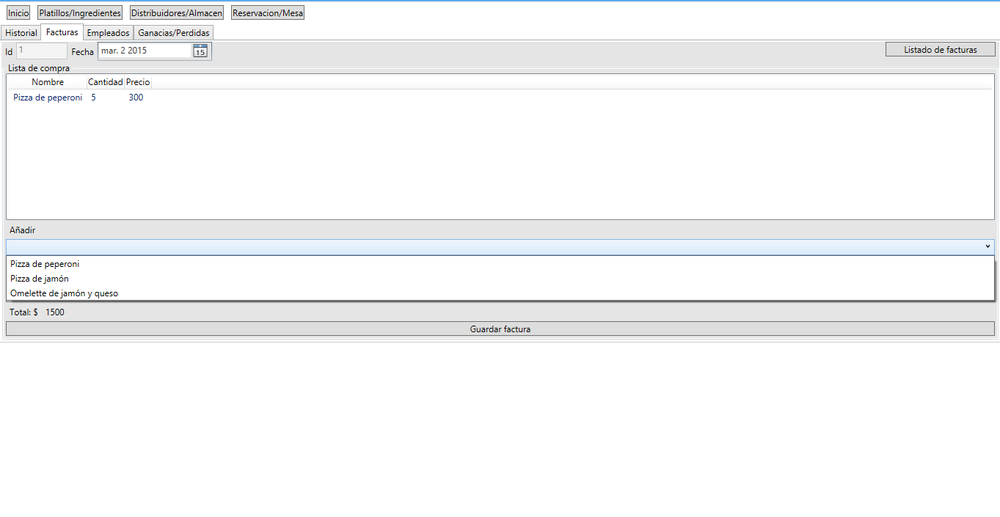 Inicio Platillos/Ingredientes Distribuidores/Almacen Reservacion/Mesa
Historial Facturas Empleados Ganacias/Perdidas
Id 1 Fecha mar. 2 2015 15 Listado de facturas
Lista de compra
Nombre Cantidad Precio
Pizza de peperoni 5 300
Añadir
Pizza de peperoni
Pizza de jamón
Omelette de jamón y queso
Total: $ 1500
Guardar factura